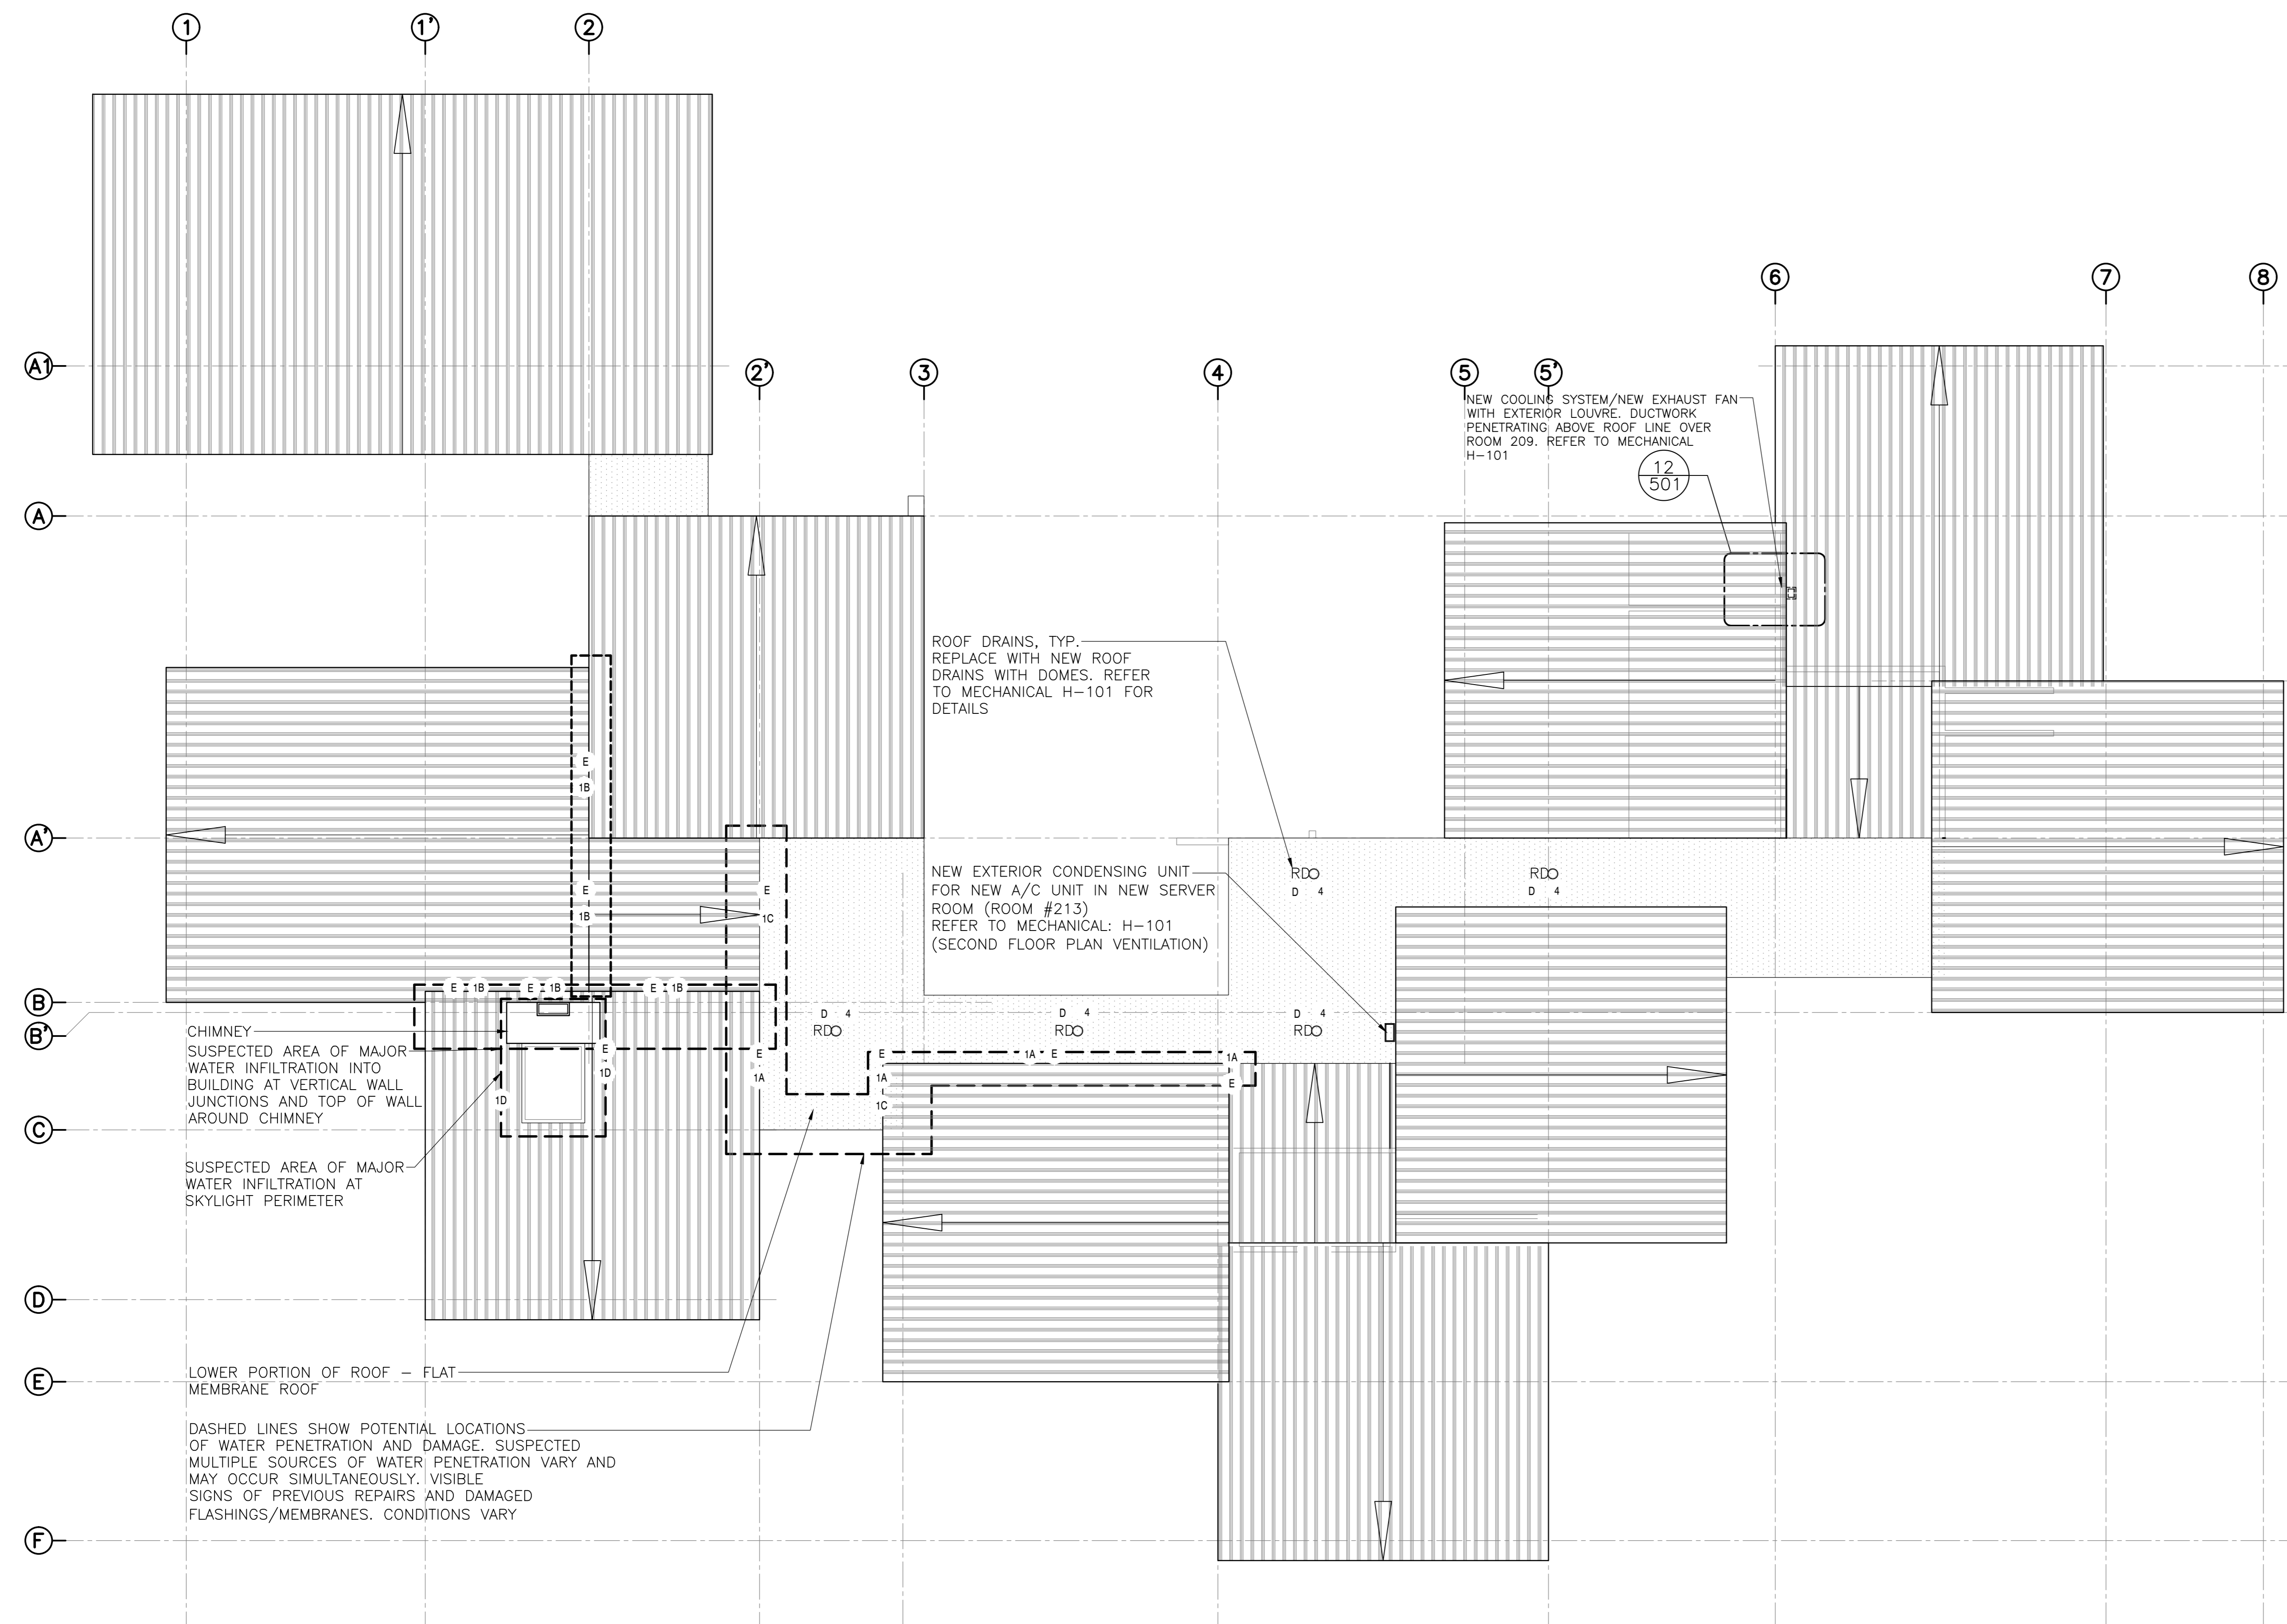 1
1'
2
6
7
8
A1
2'
3
4
5
5'
NEW COOLING SYSTEM/NEW EXHAUST FAN
WITH EXTERIOR LOUVRE. DUCTWORK
PENETRATING ABOVE ROOF LINE OVER
ROOM 209. REFER TO MECHANICAL
H-101
12
501
A
ROOF DRAINS, TYP.
REPLACE WITH NEW ROOF
DRAINS WITH DOMES. REFER
TO MECHANICAL H-101 FOR
DETAILS
E
1B
A'
E
1B
E
1C
NEW EXTERIOR CONDENSING UNIT
FOR NEW A/C UNIT IN NEW SERVER
ROOM (ROOM #213)
REFER TO MECHANICAL: H-101
(SECOND FLOOR PLAN VENTILATION)
RD
D 4
RD
D 4
E 1B E 1B E 1B
B
B'
D 4
RD
D 4
RD
D 4
RD
CHIMNEY
SUSPECTED AREA OF MAJOR
WATER INFILTRATION INTO
BUILDING AT VERTICAL WALL
JUNCTIONS AND TOP OF WALL
AROUND CHIMNEY
E
1D
1D
E
1A
E
1A
1C
1A E
1A
E
C
SUSPECTED AREA OF MAJOR
WATER INFILTRATION AT
SKYLIGHT PERIMETER
D
LOWER PORTION OF ROOF - FLAT
MEMBRANE ROOF
E
DASHED LINES SHOW POTENTIAL LOCATIONS
OF WATER PENETRATION AND DAMAGE. SUSPECTED
MULTIPLE SOURCES OF WATER PENETRATION VARY AND
MAY OCCUR SIMULTANEOUSLY. VISIBLE
SIGNS OF PREVIOUS REPAIRS AND DAMAGED
FLASHINGS/MEMBRANES. CONDITIONS VARY
F